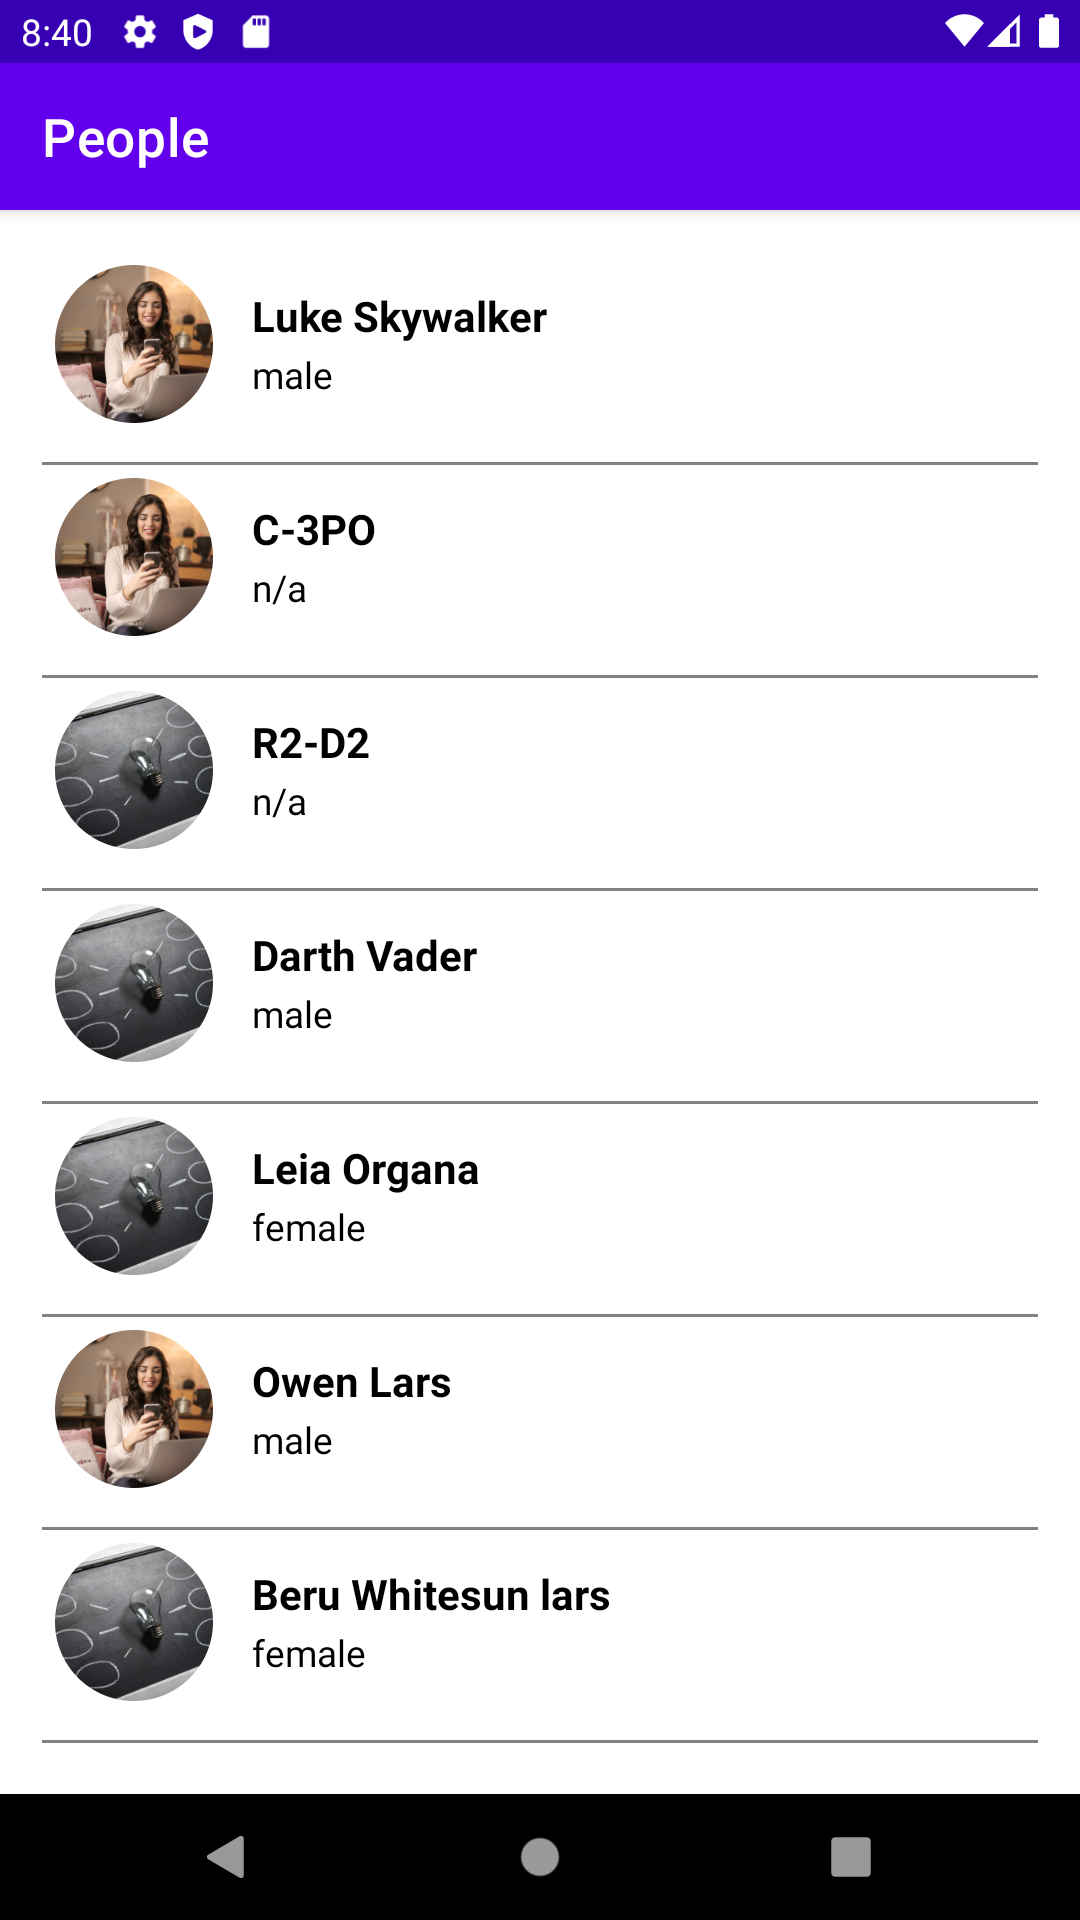 8:40
People
Luke Skywalker
male
C-3PO
n/a
R2-D2
n/a
Darth Vader
male
Leia Organa
female
Owen Lars
male
Beru Whitesun lars
female